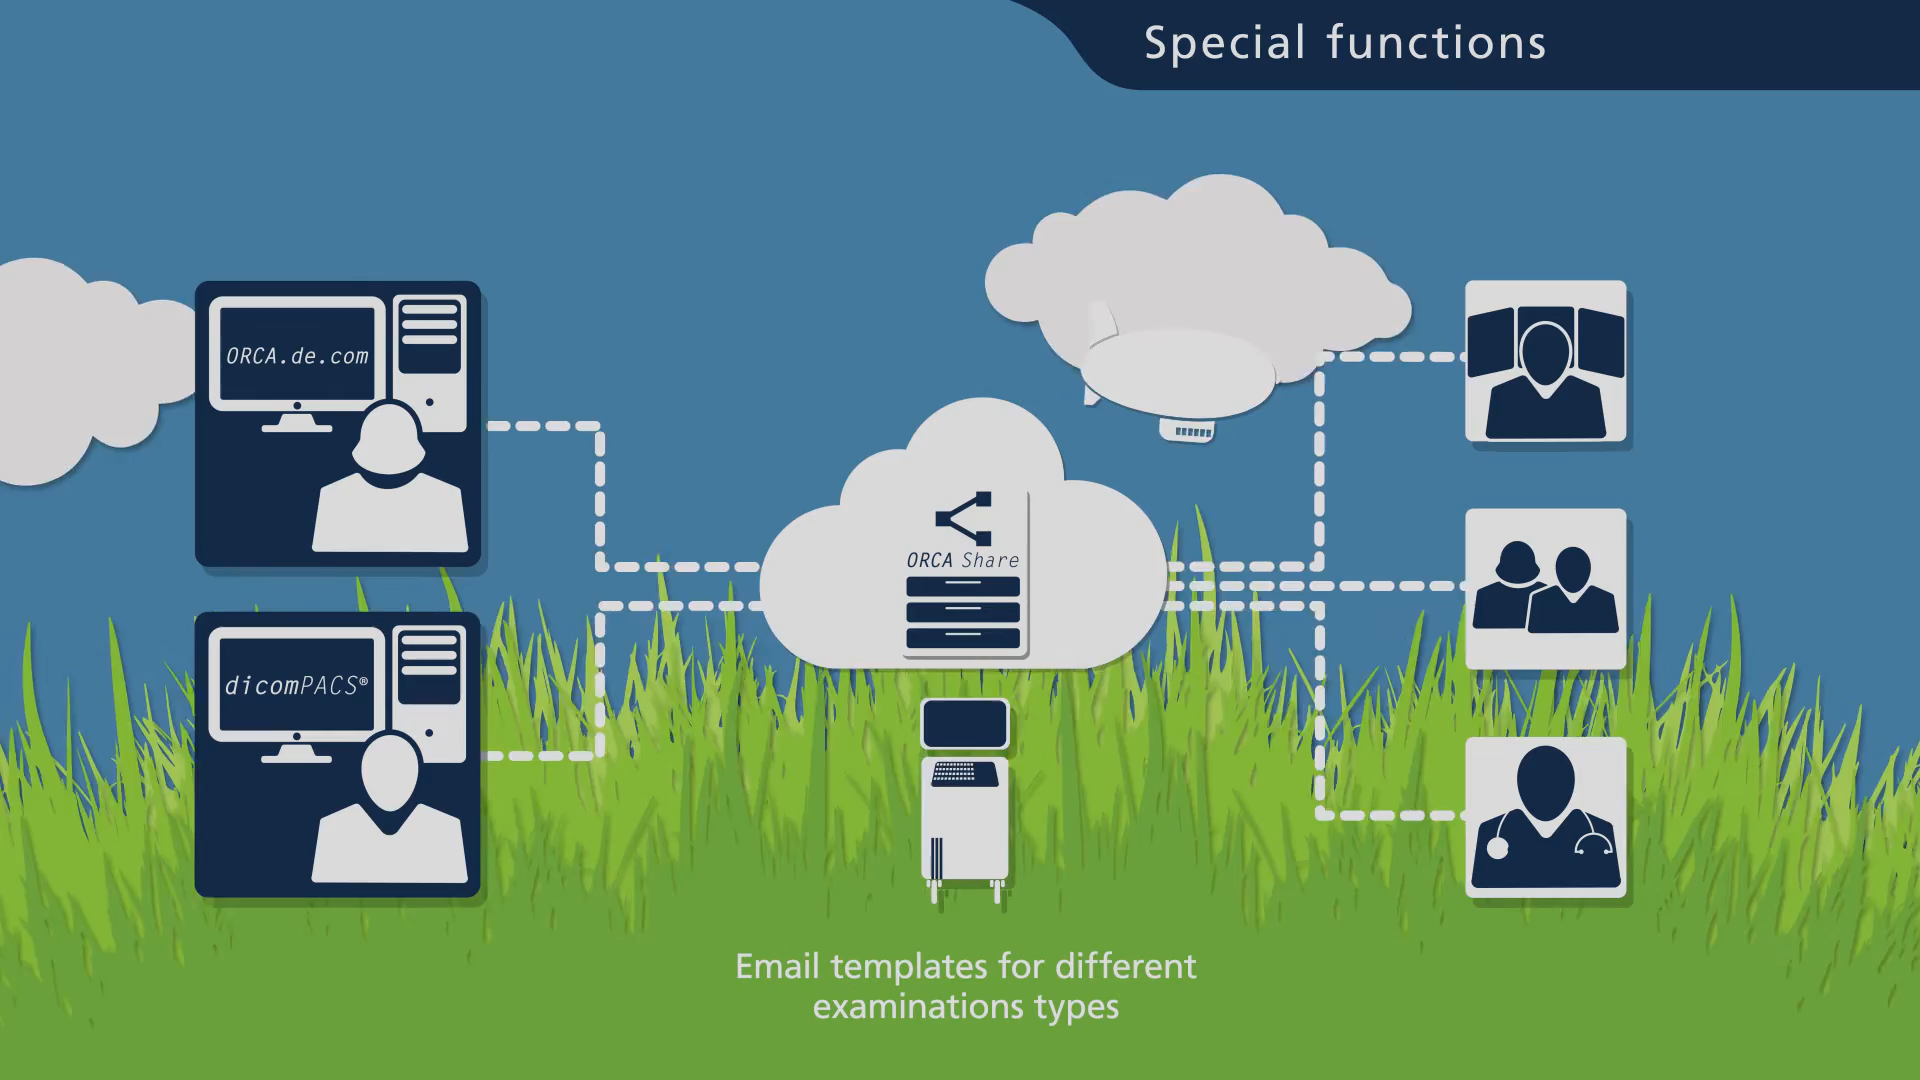 Special functions
ORCA.de.com
ORCA Share
dicomPACS®
Email templates for different
examinations types